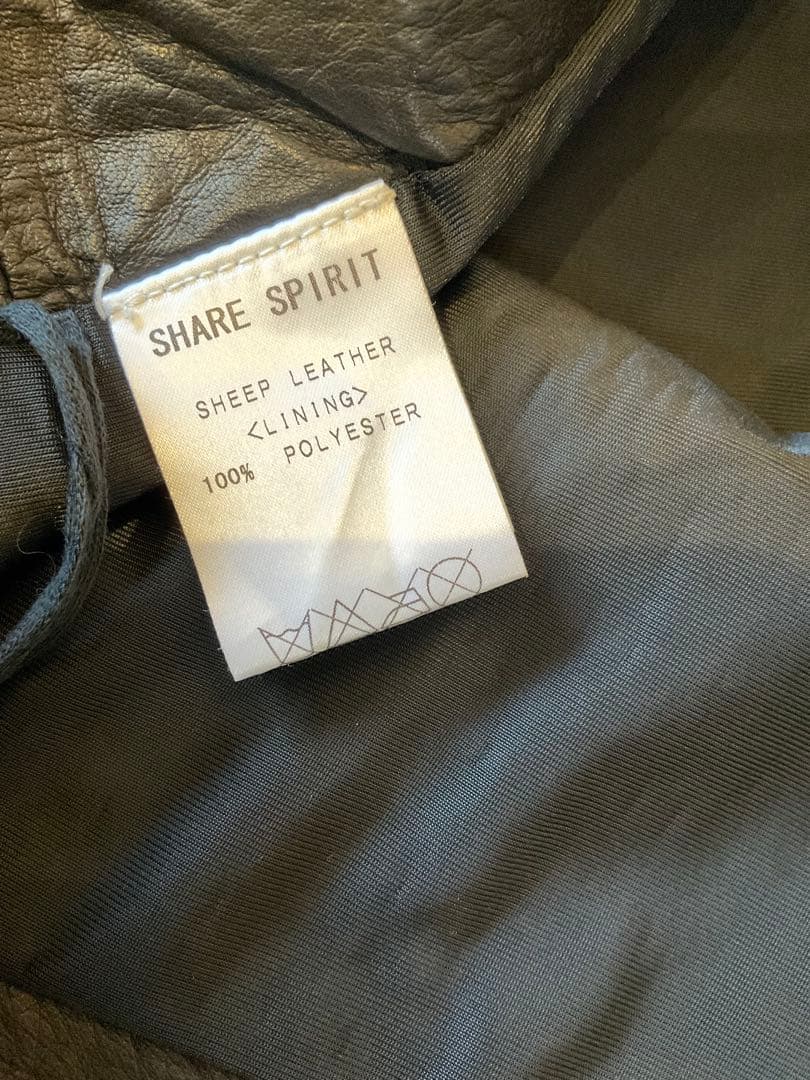 SHARE SPIRIT
SHEEP LEATHER
<LINING>
100% POLYESTER